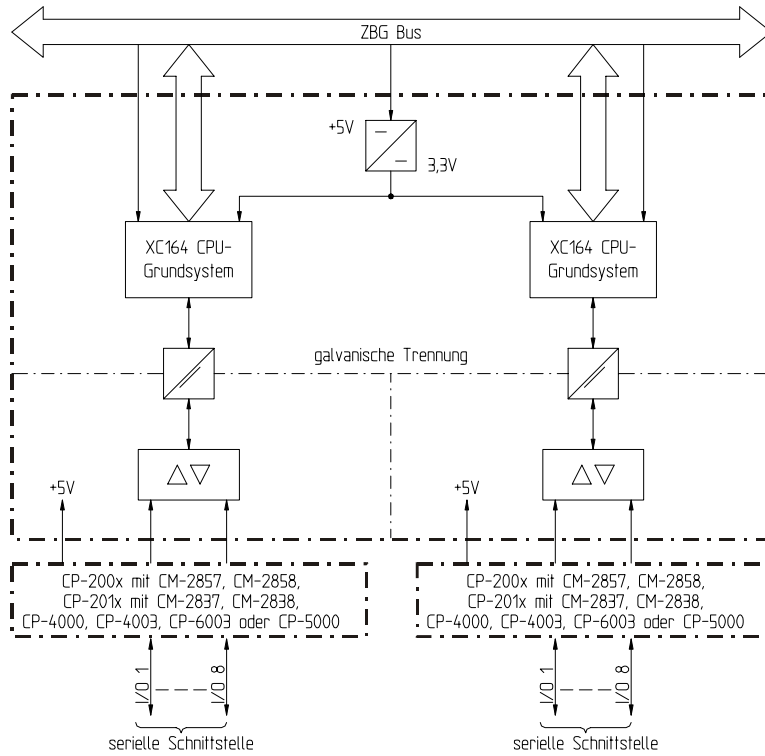 ZBG Bus
+5V
3,3V
XC164 CPU-
Grundsystem
XC164 CPU-
Grundsystem
galvanische Trennung
+5V
+5V
CP-200x mit CM-2857, CM-2858,
CP-201x mit CM-2837, CM-2838,
CP-4000, CP-4003, CP-6003 oder CP-5000
CP-200x mit CM-2857, CM-2858,
CP-201x mit CM-2837, CM-2838,
CP-4000, CP-4003, CP-6003 oder CP-5000
I/O 1
I/O 8
I/O 1
I/O 8
serielle Schnittstelle
serielle Schnittstelle